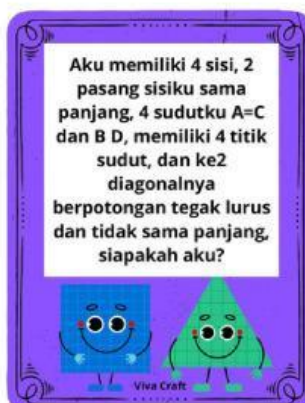 Aku memiliki 4 sisi, 2
pasang sisiku sama
panjang, 4 sudutku A=C
dan B D, memiliki 4 titik
sudut, dan ke2
diagonalnya
berpotongan tegak lurus
dan tidak sama panjang,
siapakah aku?
Viva Craft